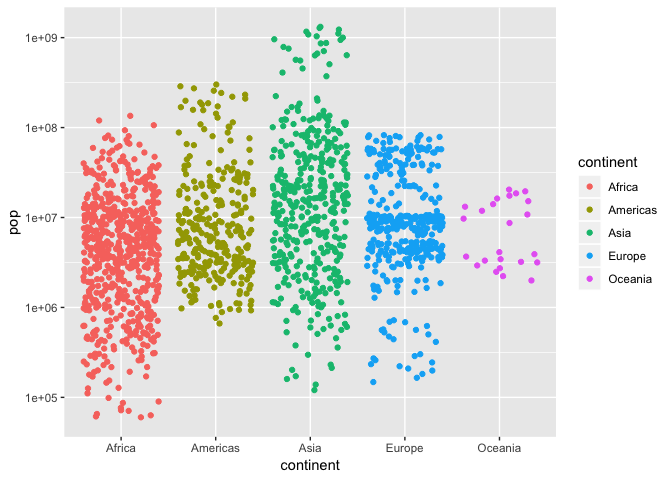 1e+09
1e+08
1e+07
1e+06
1e+05
pop
Africa
Americas
Asia
Europe
Oceania
continent
continent
Africa
Americas
Asia
Europe
Oceania